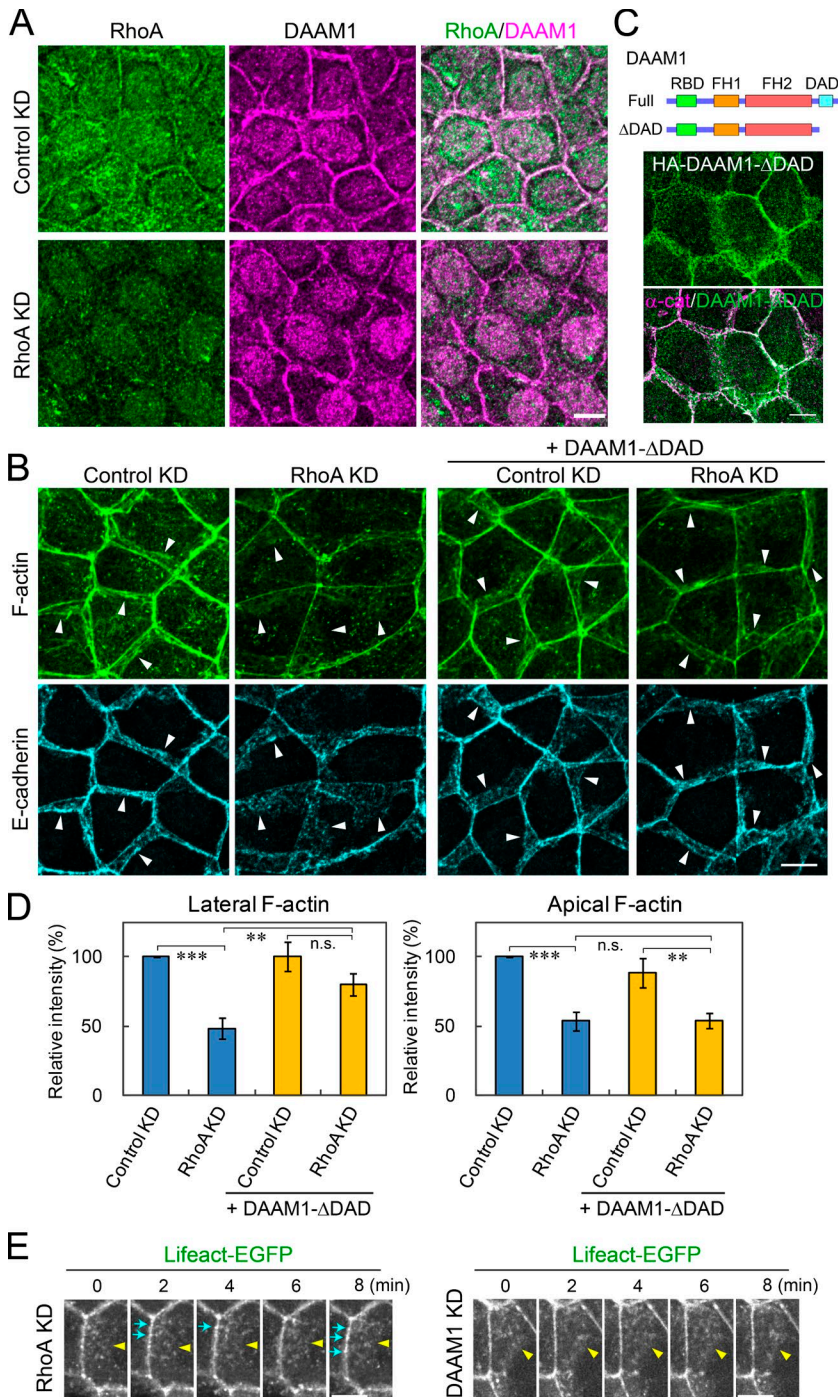 A
RhoA DAAM1 RhoA/DAAM1
Control KD
RhoA KD
C
DAAM1
RBD FH1 FH2 DAD
Full
ΔDAD
HA-DAAM1-ΔDAD
α-cat/DAAM1-ΔDAD
B
+ DAAM1-ΔDAD
Control KD RhoA KD Control KD RhoA KD
F-actin
E-cadherin
D
Lateral F-actin
Relative intensity (%)
100
50
0
*** ** n.s.
Control KD RhoA KD Control KD RhoA KD
+ DAAM1-ΔDAD
Apical F-actin
Relative intensity (%)
100
50
0
*** n.s. **
Control KD RhoA KD Control KD RhoA KD
+ DAAM1-ΔDAD
E
Lifeact-EGFP
0 2 4 6 8 (min)
RhoA KD
Lifeact-EGFP
0 2 4 6 8 (min)
DAAM1 KD